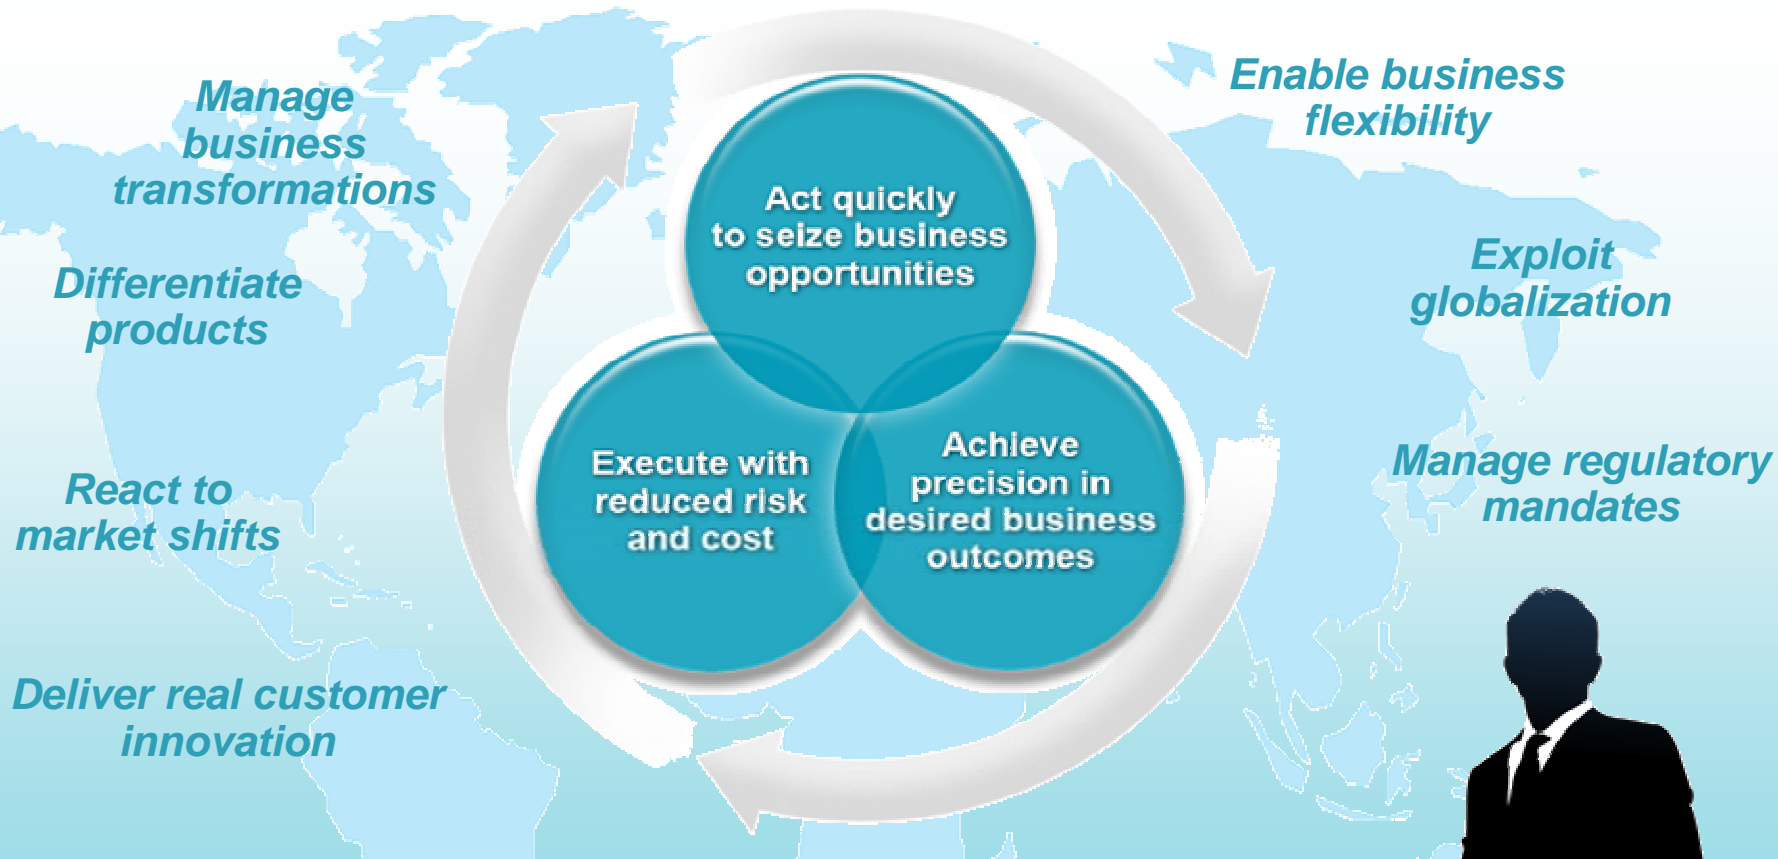 Manage
business
transformations
Differentiate
products
React to
market shifts
Deliver real customer
innovation
Act quickly
to seize business
opportunities
Execute with
reduced risk
and cost
Achieve
precision in
desired business
outcomes
Enable business
flexibility
Exploit
globalization
Manage regulatory
mandates